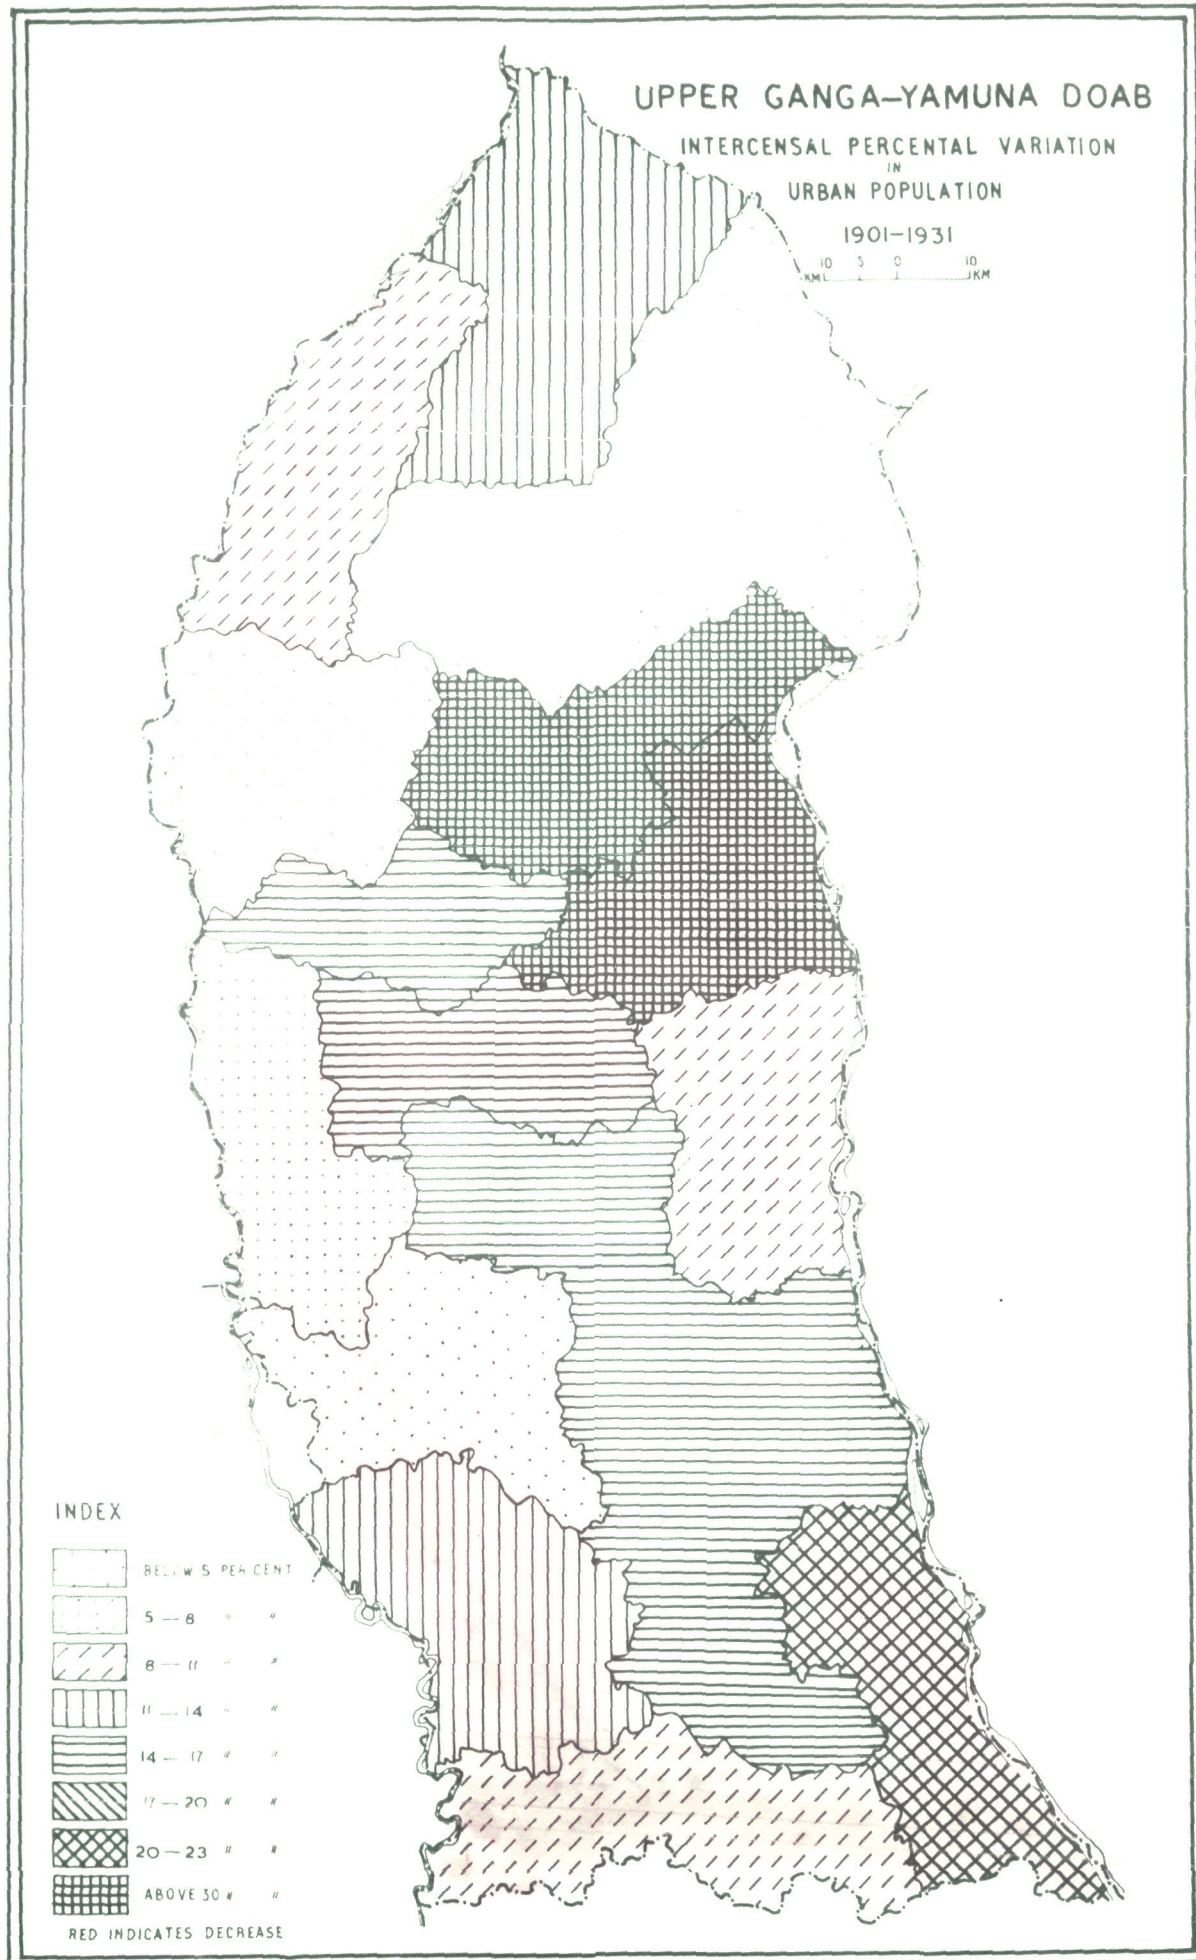 UPPER GANGA–YAMUNA DOAB
INTERCENSAL PERCENTAL VARIATION
IN
URBAN POPULATION
1901–1931
10 5 0 10
KM KM
INDEX
BELOW 5 PER CENT
5 — 8 " "
8 — 11 " "
11 — 14 " "
14 — 17 " "
17 — 20 " "
20 — 23 " "
ABOVE 30 " "
RED INDICATES DECREASE